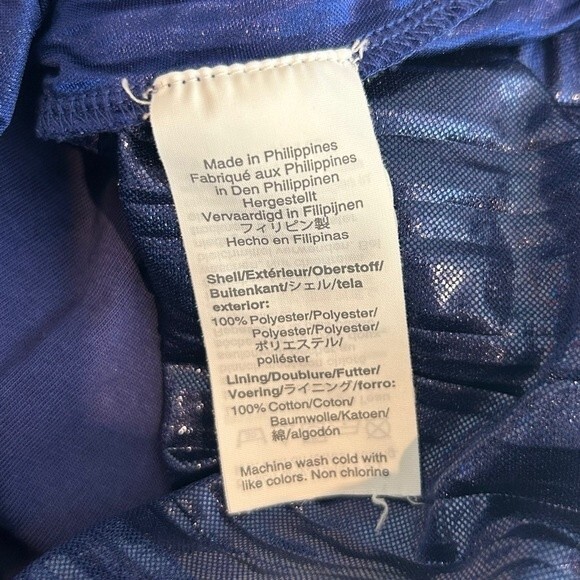 Made in Philippines
Fabriqué aux Philippines
in Den Philippinen
Hergestellt
Vervaardigd in Filipijnen
フィリピン製
Hecho en Filipinas
Shell/Extérieur/Oberstoff/
Buitenkant/シェル/tela
exterior:
100% Polyester/Polyester/
Polyester/Polyester/
ポリエステル/
poliéster
Lining/Doublure/Futter/
Voering/ライニング/forro:
100% Cotton/Coton/
Baumwolle/Katoen/
綿/algodón
Machine wash cold with
like colors. Non chlorine